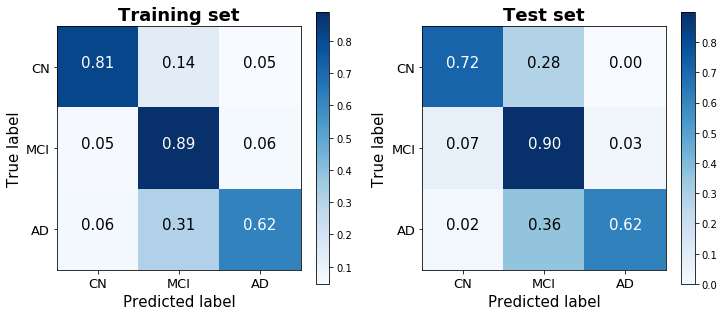 Training set
CN 0.81 0.14 0.05
MCI 0.05 0.89 0.06
AD 0.06 0.31 0.62
CN MCI AD
True label
Predicted label
0.8
0.7
0.6
0.5
0.4
0.3
0.2
0.1
Test set
CN 0.72 0.28 0.00
MCI 0.07 0.90 0.03
AD 0.02 0.36 0.62
CN MCI AD
True label
Predicted label
0.8
0.7
0.6
0.5
0.4
0.3
0.2
0.1
0.0